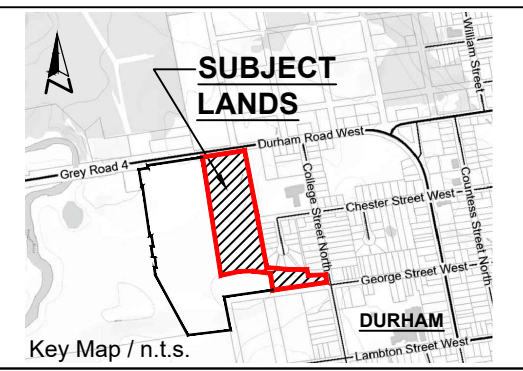 William Street
SUBJECT
LANDS
Durham Road West
Grey Road 4
College Street North
Chester Street West
Countess Street North
George Street West
DURHAM
Lambton Street West
Key Map / n.t.s.